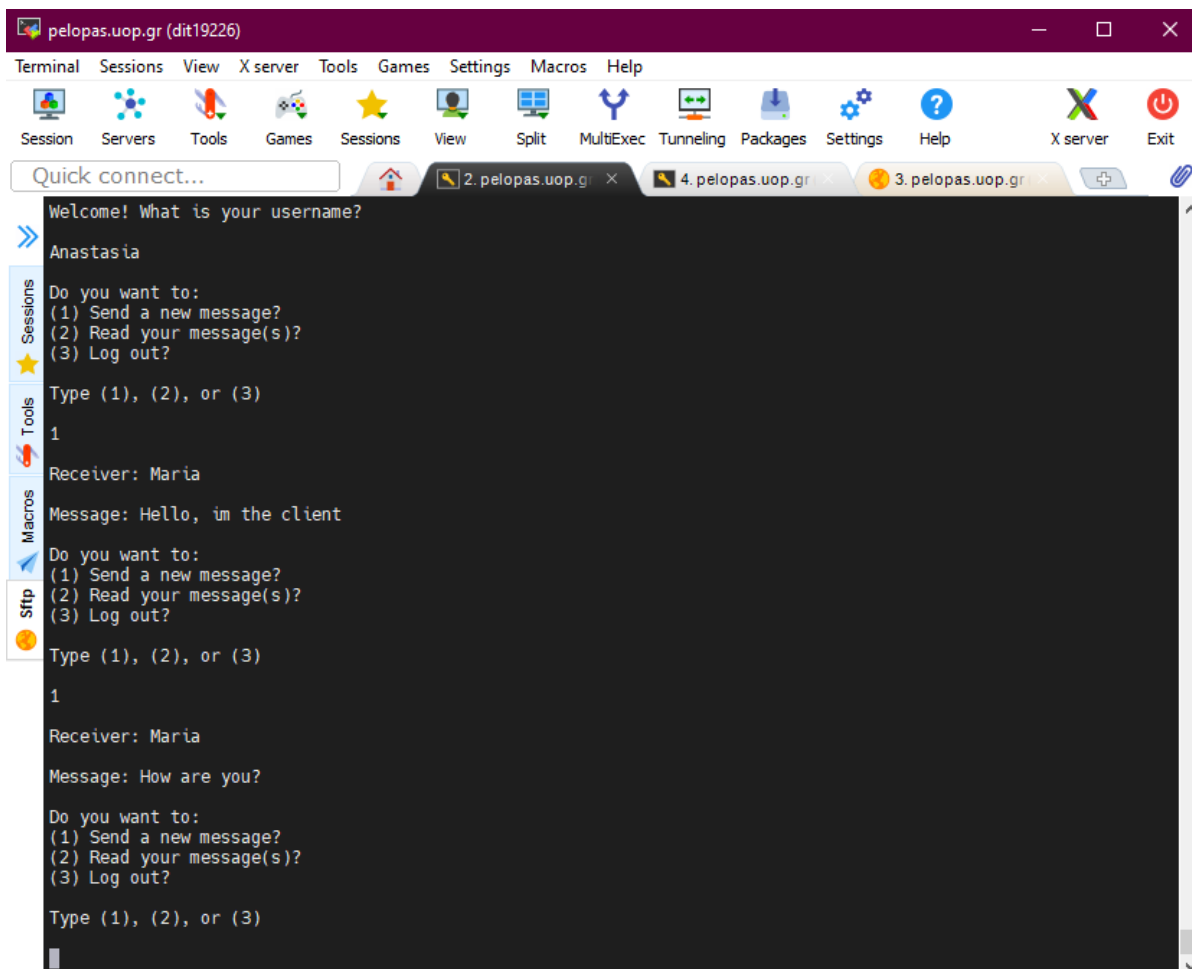 pelopas.uop.gr (dit19226)
Terminal Sessions View X server Tools Games Settings Macros Help
Session Servers Tools Games Sessions View Split MultiExec Tunneling Packages Settings Help X server Exit
Quick connect...
2. pelopas.uop.gr
4. pelopas.uop.gr
3. pelopas.uop.gr
Sessions
Tools
Macros
Sftp
Welcome! What is your username?
Anastasia
Do you want to:
(1) Send a new message?
(2) Read your message(s)?
(3) Log out?
Type (1), (2), or (3)
1
Receiver: Maria
Message: Hello, im the client
Do you want to:
(1) Send a new message?
(2) Read your message(s)?
(3) Log out?
Type (1), (2), or (3)
1
Receiver: Maria
Message: How are you?
Do you want to:
(1) Send a new message?
(2) Read your message(s)?
(3) Log out?
Type (1), (2), or (3)